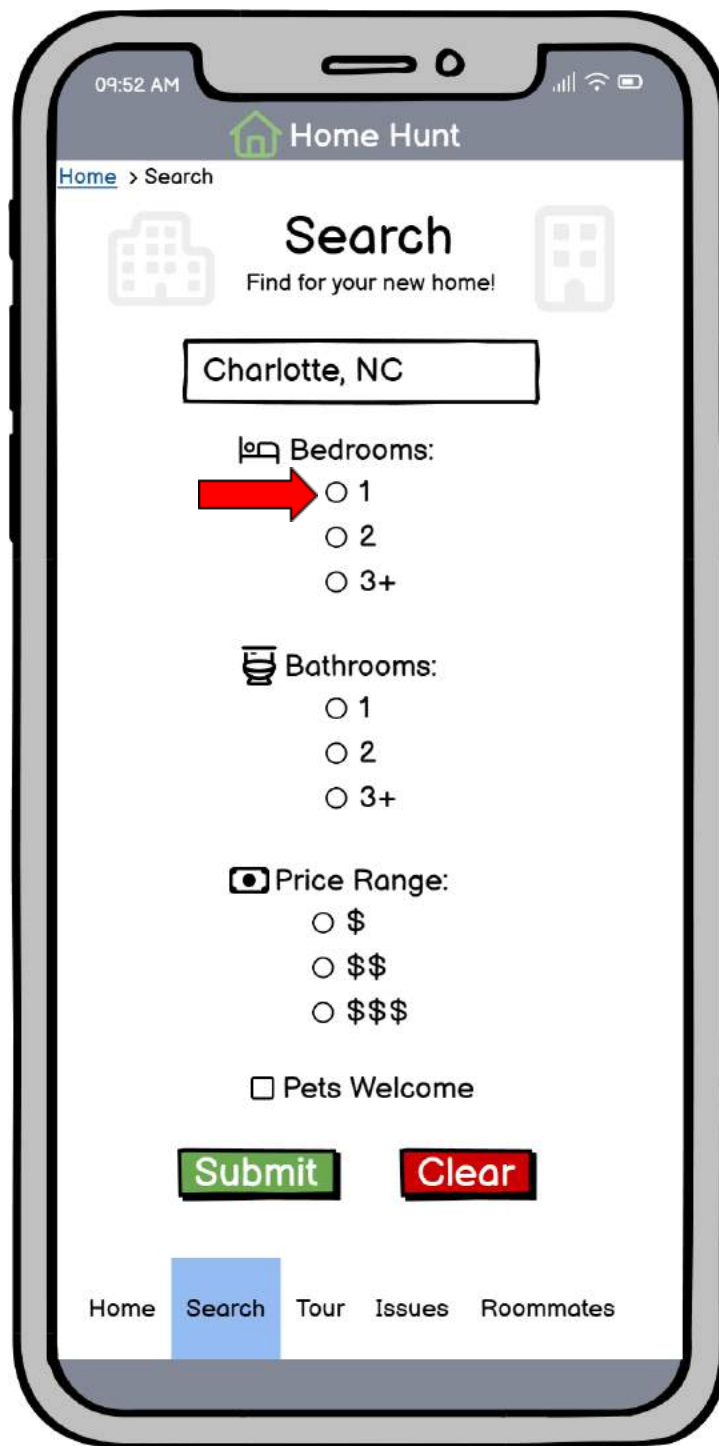 09:52 AM
Home Hunt
Home > Search
Search
Find for your new home!
Charlotte, NC
Bedrooms:
1
2
3+
Bathrooms:
1
2
3+
Price Range:
$
$$
$$$
Pets Welcome
Submit Clear
Home Search Tour Issues Roommates